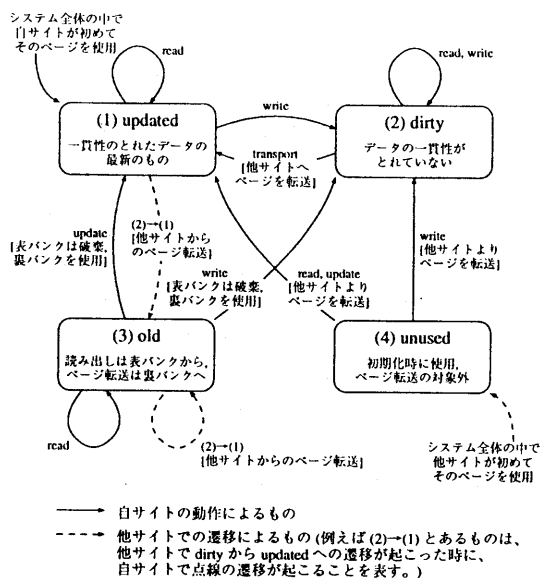 システム全体の中で
自サイトが初めて
そのページを使用
read
read, write
(1) updated
一貫性のとれたデータの
最新のもの
write
(2) dirty
データの一貫性が
とれていない
transport
[他サイトへ
ページを転送]
update
[表バンクは破棄,
裏バンクを使用]
(2)→(1)
[他サイトから
のページ転送]
write
[表バンクは破棄,
裏バンクを使用]
read, update
[他サイトより
ページを転送]
write
[他サイトより
ページを転送]
(3) old
読み出しは表バンクから,
ページ転送は裏バンクへ
(4) unused
初期化時に使用,
ページ転送の対象外
read
(2)→(1)
[他サイトからのページ転送]
システム全体の中で
他サイトが初めて
そのページを使用
自サイトの動作によるもの
他サイトでの遷移によるもの (例えば (2)→(1) とあるものは、
他サイトで dirty から updated への遷移が起こった時に、
自サイトで点線の遷移が起こることを表す。)